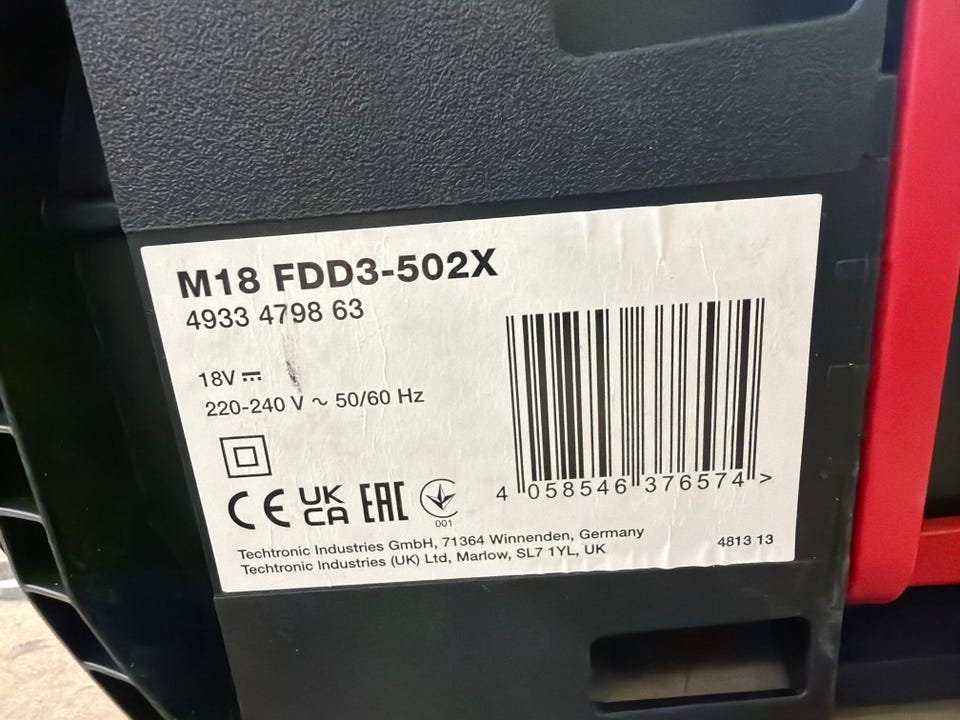 M18 FDD3-502X
4933 4798 63
18V ⎓
220-240 V ~ 50/60 Hz
CE UK CA EAC
001
4 058546 376574 >
Techtronic Industries GmbH, 71364 Winnenden, Germany
Techtronic Industries (UK) Ltd, Marlow, SL7 1YL, UK
4813 13